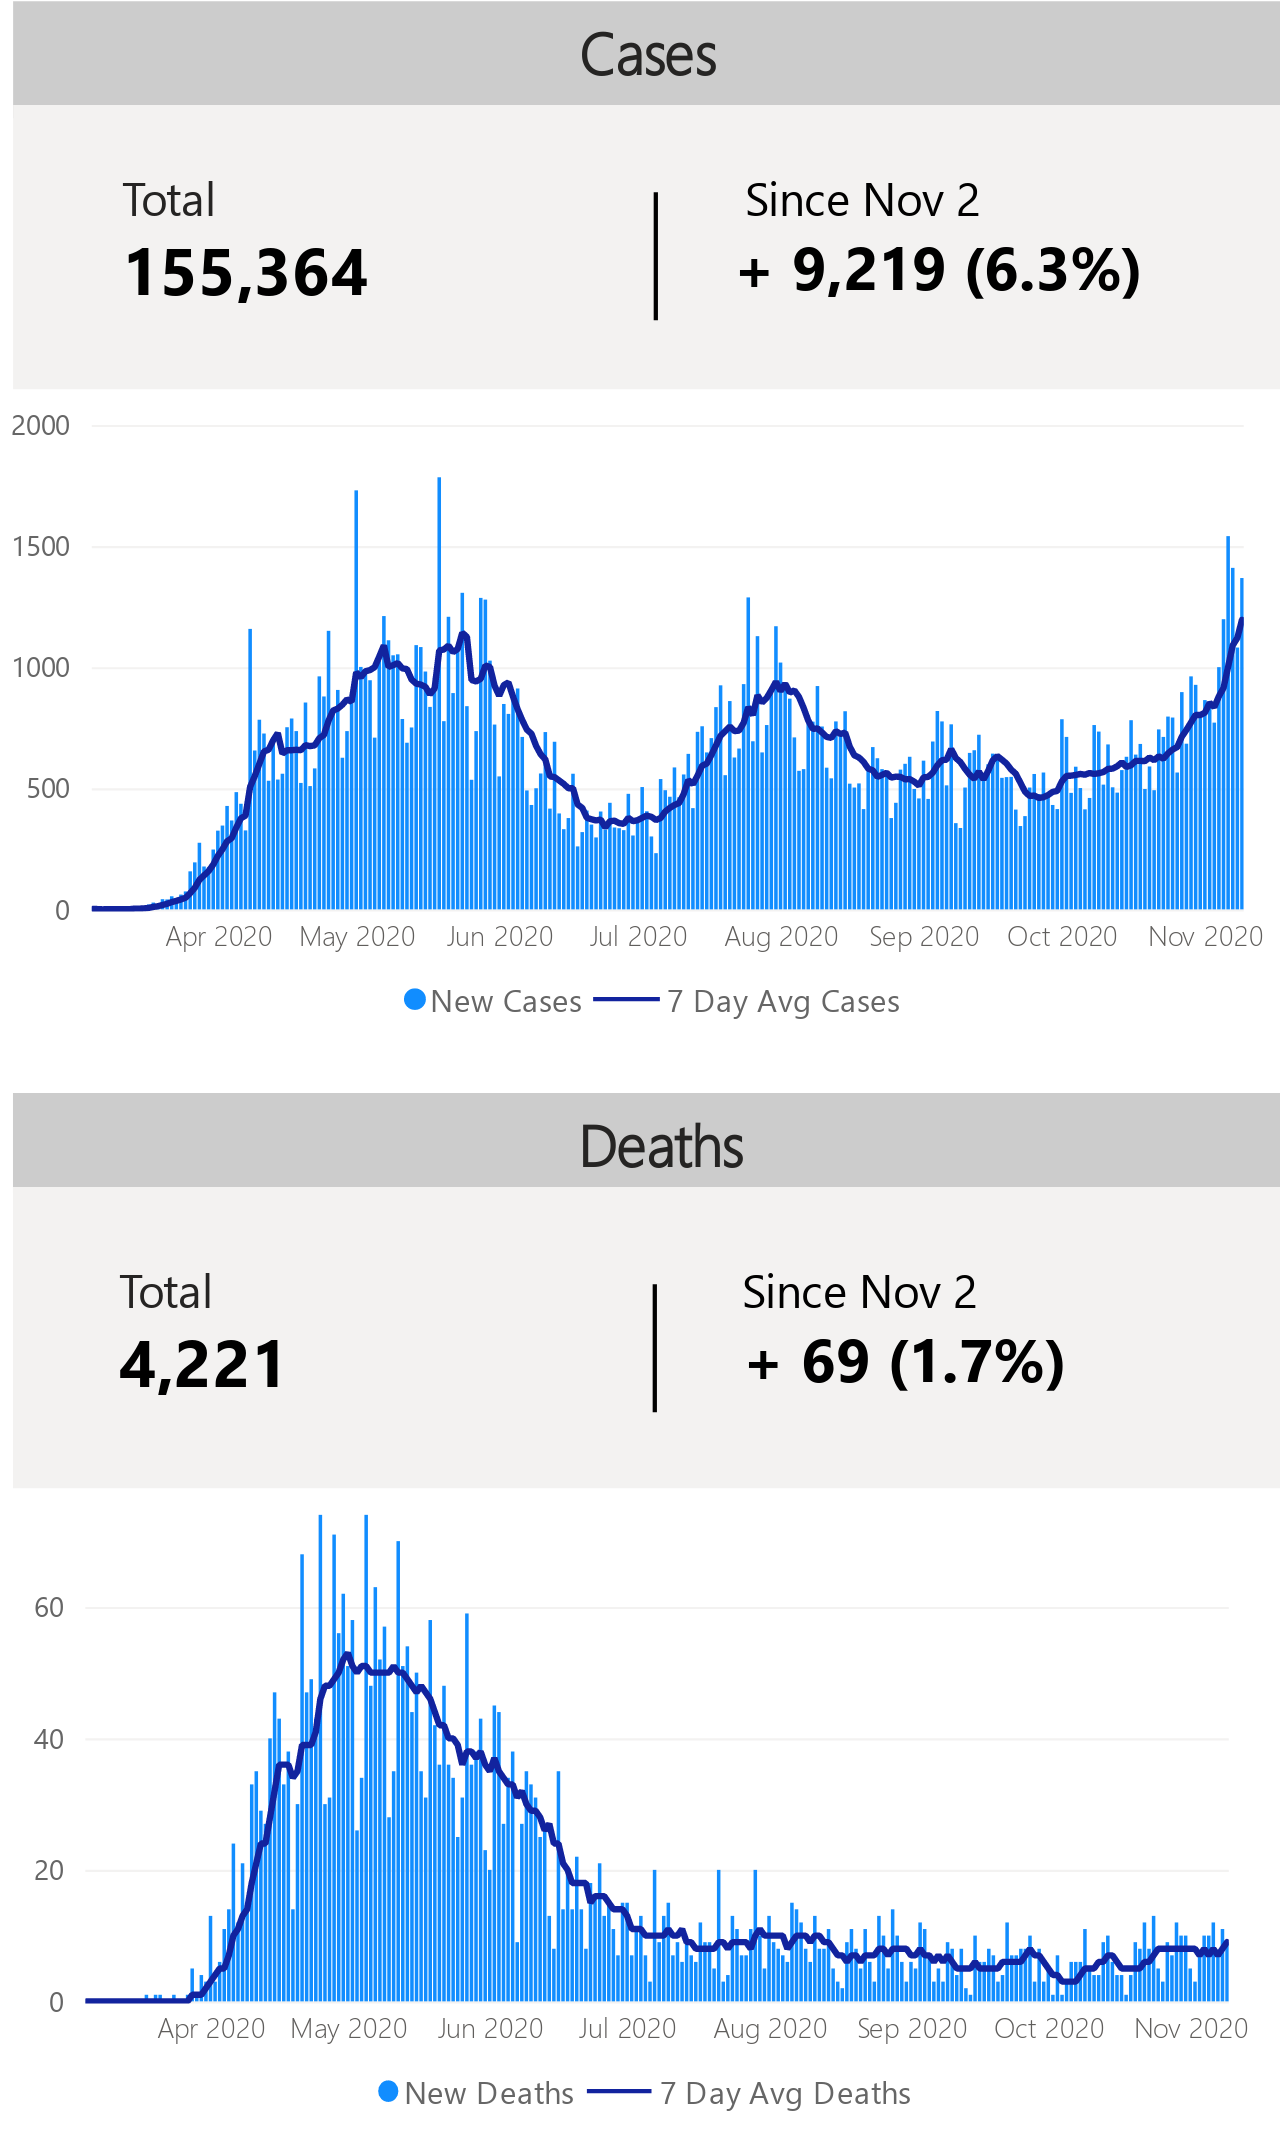 Cases
Total
Since Nov 2
155,364
+ 9,219 (6.3%)
2000
1500
1000
500
0
Apr 2020 May 2020 Jun 2020 Jul 2020 Aug 2020 Sep 2020 Oct 2020 Nov 2020
New Cases 7 Day Avg Cases
Deaths
Total
Since Nov 2
4,221
+ 69 (1.7%)
60
40
20
0
Apr 2020 May 2020 Jun 2020 Jul 2020 Aug 2020 Sep 2020 Oct 2020 Nov 2020
New Deaths 7 Day Avg Deaths